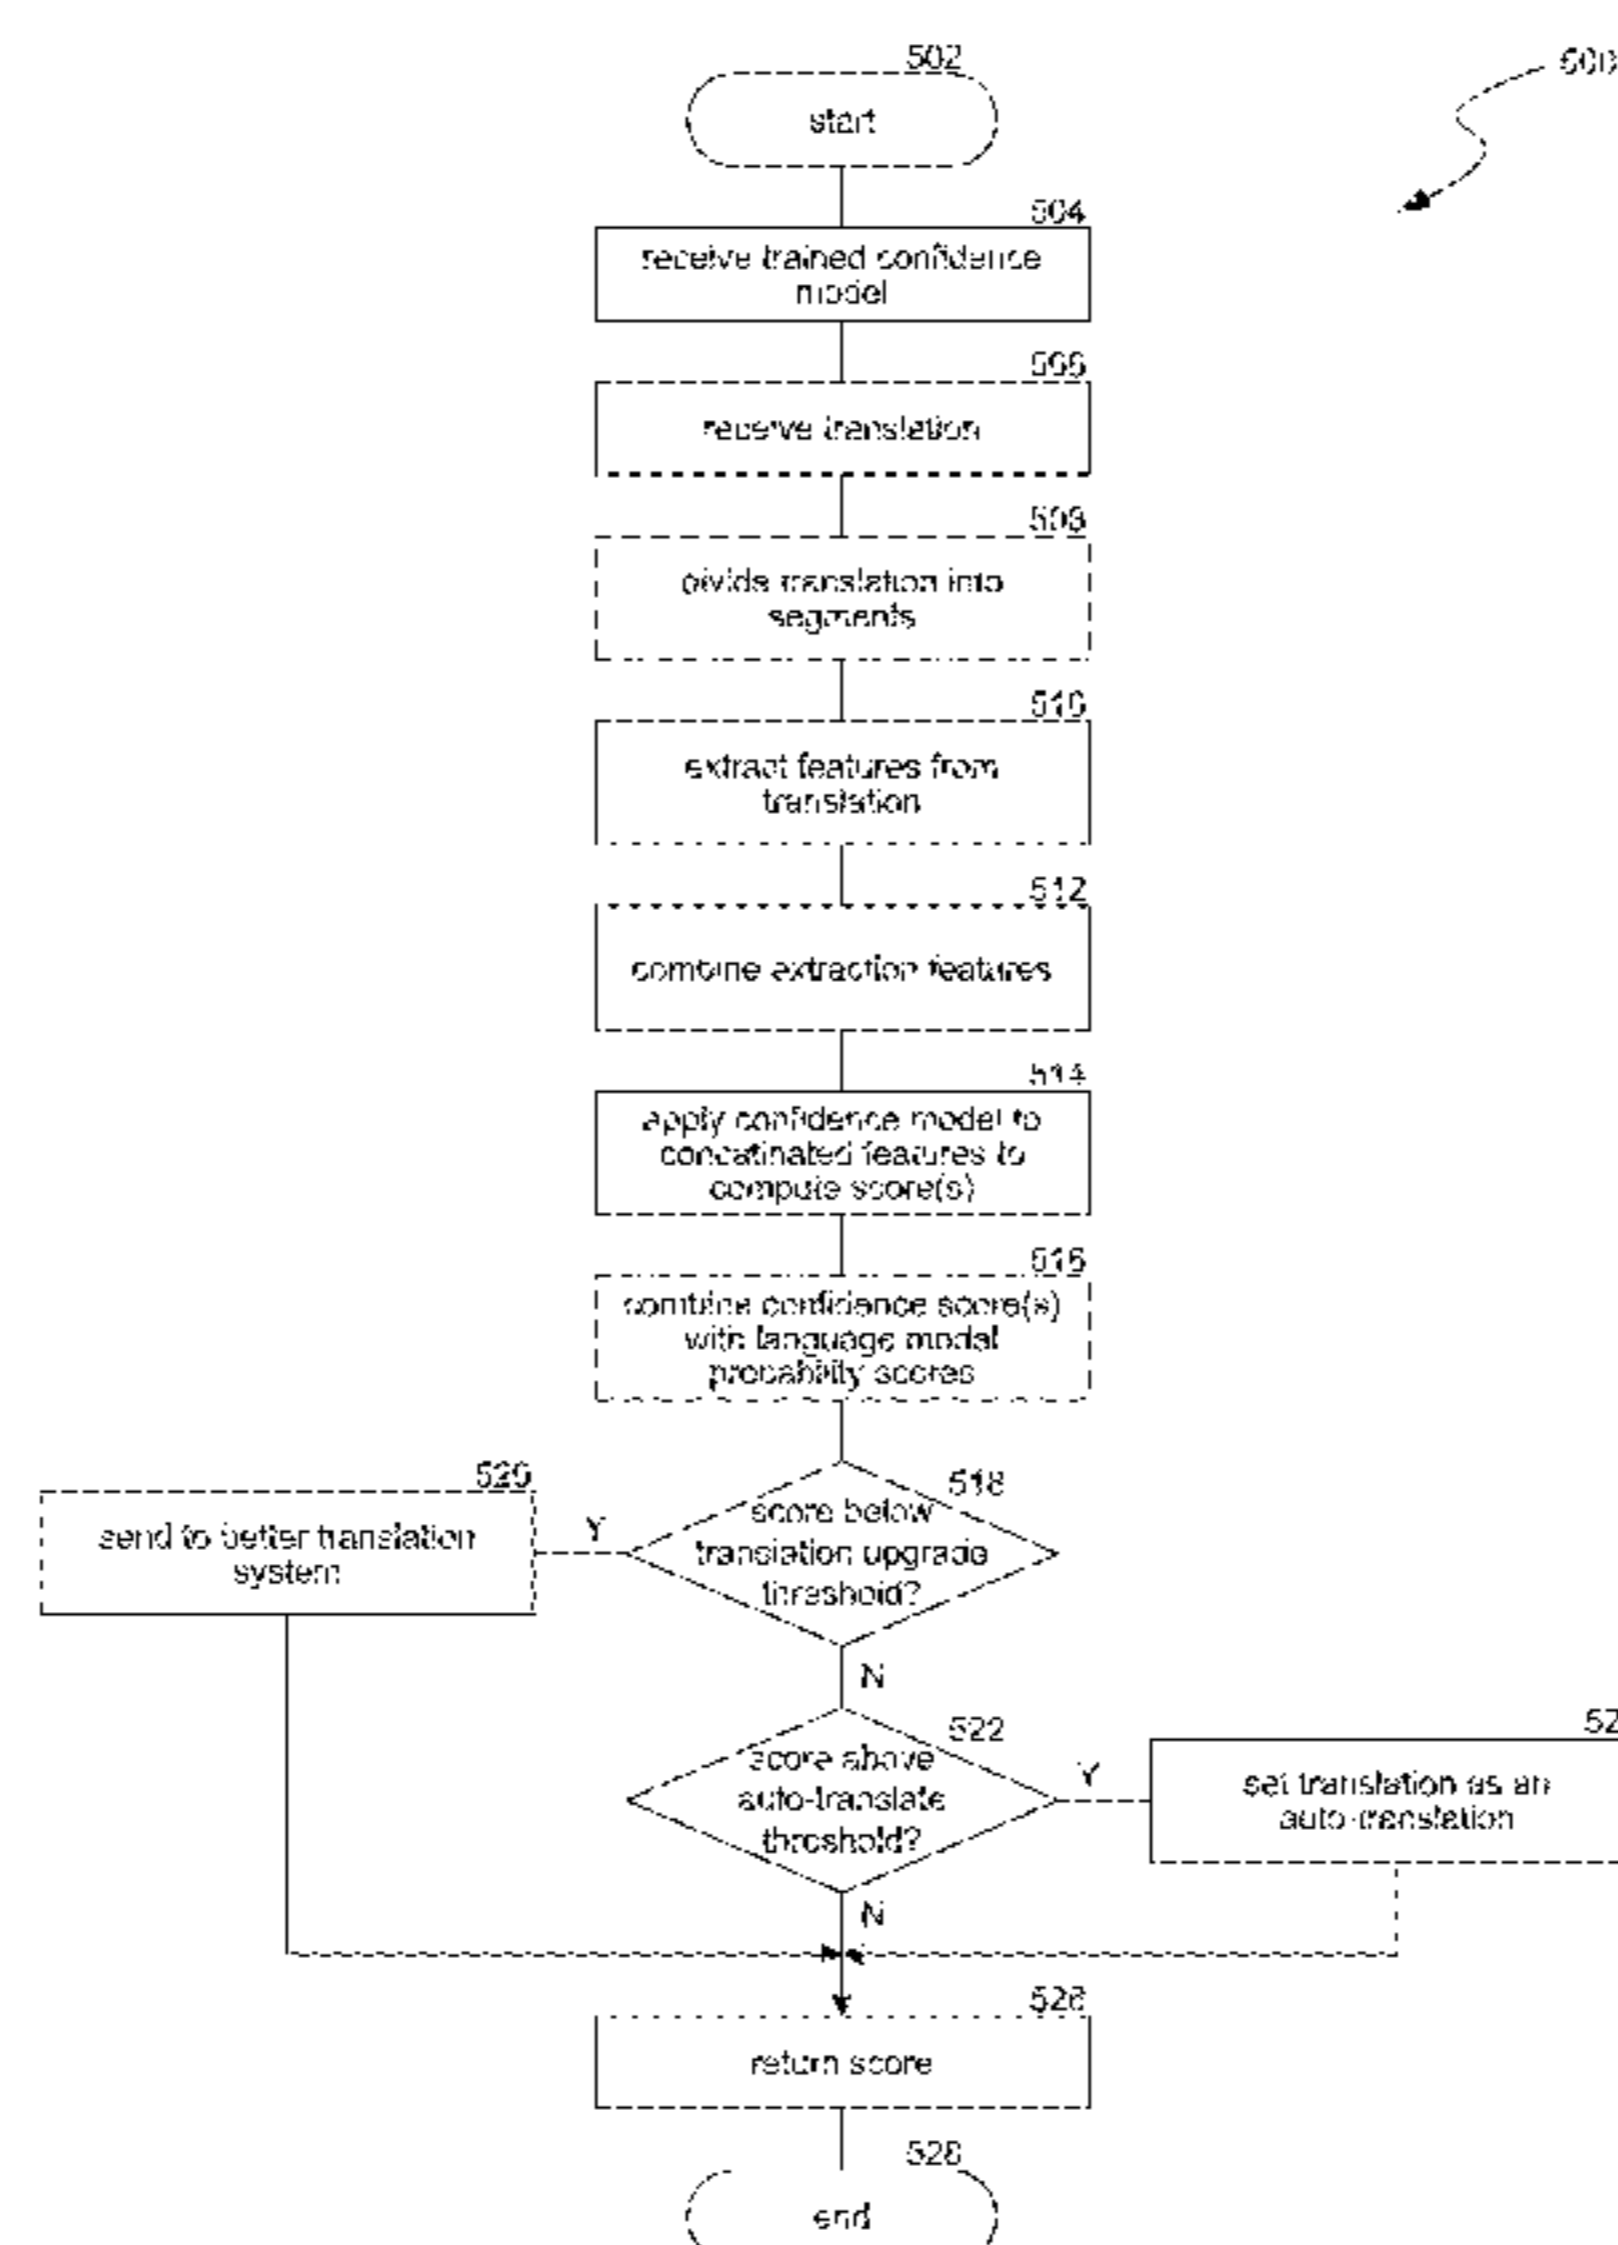 502
500
start
504
receive trained confidence
model
506
receive translation
508
divide translation into
segments
510
extract features from
translation
512
combine extraction features
514
apply confidence model to
concatinated features to
compute score(s)
516
combine confidence score(s)
with language model
probability scores
518
score below
translation upgrade
threshold?
520
send to better translation
system
Y
N
522
score above
auto-translate
threshold?
Y
52
set translation as an
auto-translation
N
526
return score
528
end